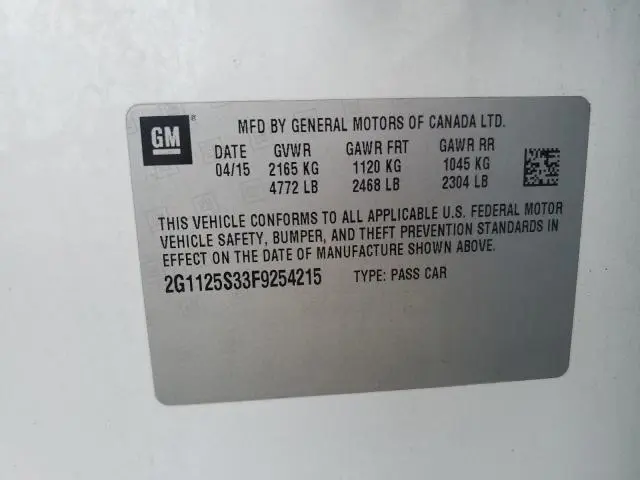 GM ®
MFD BY GENERAL MOTORS OF CANADA LTD.
DATE GVWR GAWR FRT GAWR RR
04/15 2165 KG 1120 KG 1045 KG
4772 LB 2468 LB 2304 LB
THIS VEHICLE CONFORMS TO ALL APPLICABLE U.S. FEDERAL MOTOR
VEHICLE SAFETY, BUMPER, AND THEFT PREVENTION STANDARDS IN
EFFECT ON THE DATE OF MANUFACTURE SHOWN ABOVE.
2G1125S33F9254215 TYPE: PASS CAR